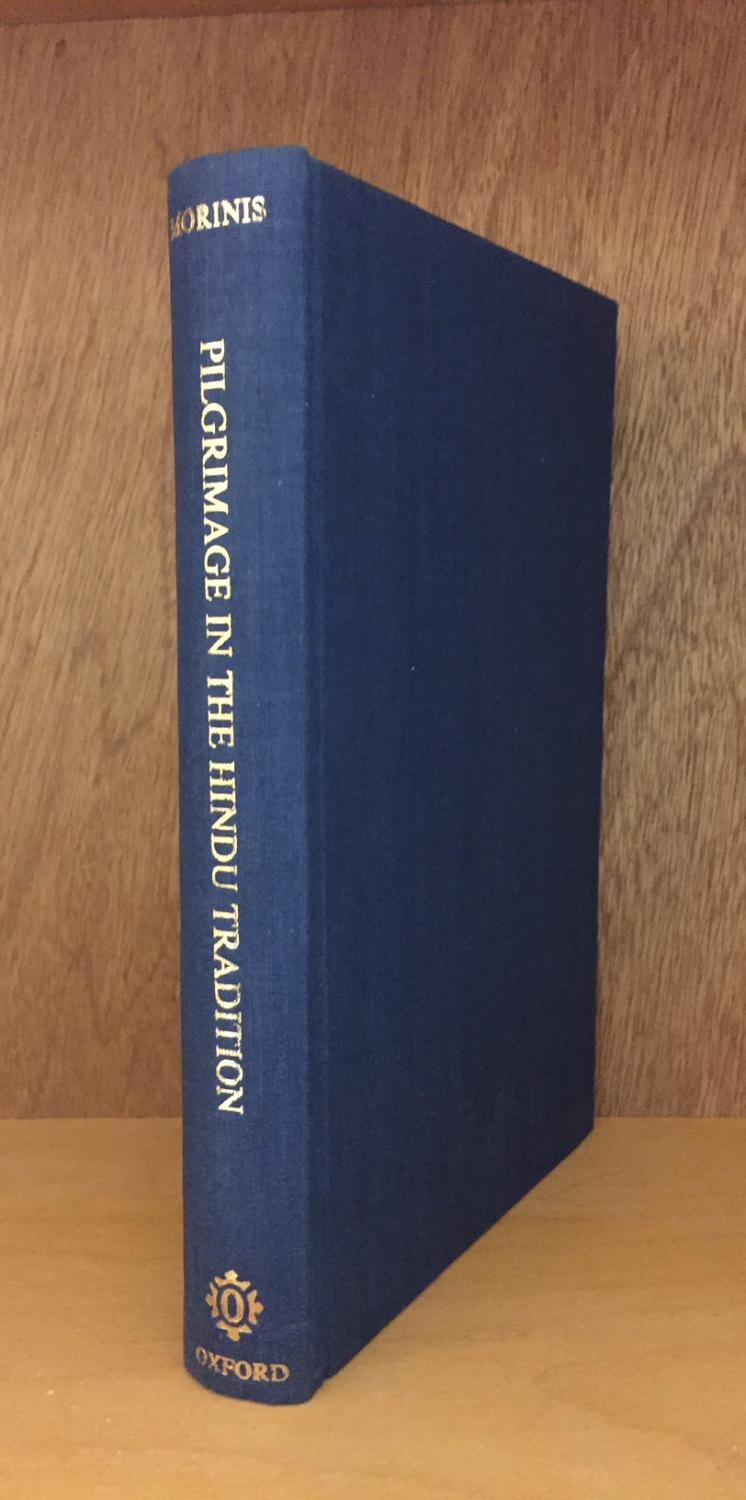 MORINIS
PILGRIMAGE IN THE HINDU TRADITION
O
OXFORD